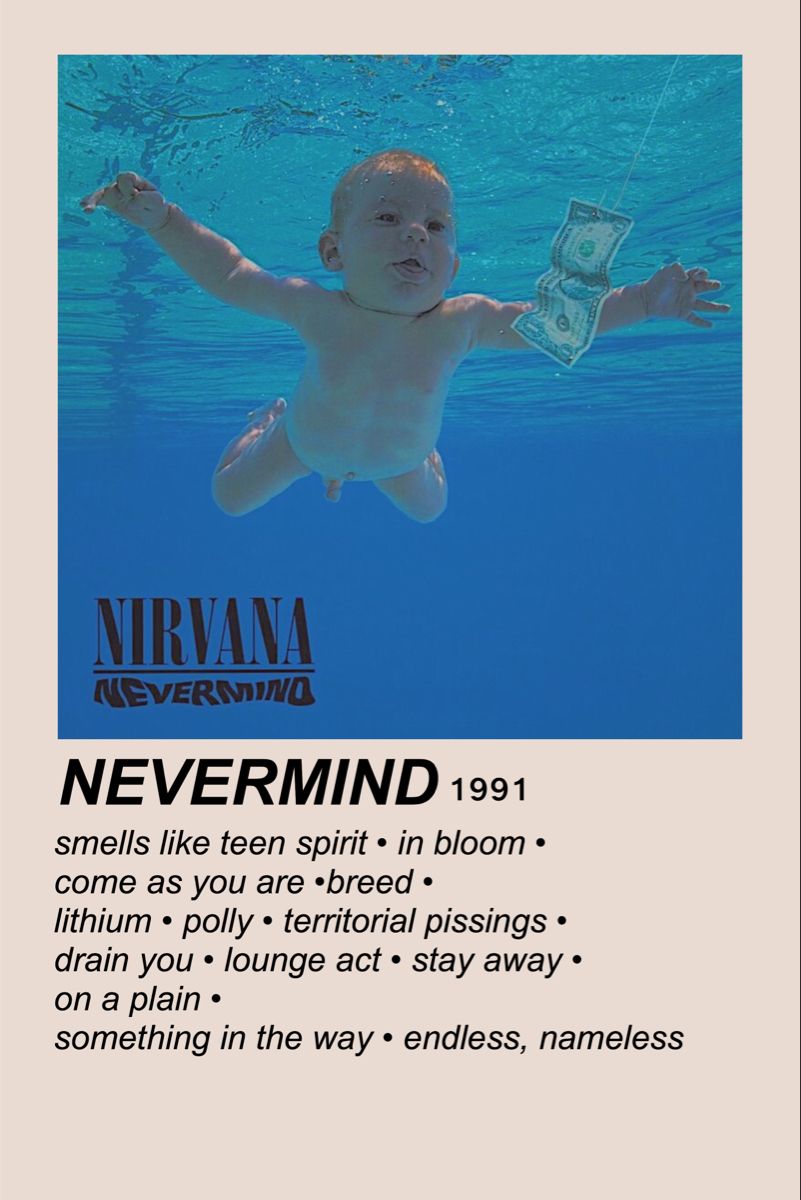 NIRVANA
NEVERMIND
NEVERMIND 1991
smells like teen spirit • in bloom •
come as you are •breed •
lithium • polly • territorial pissings •
drain you • lounge act • stay away •
on a plain •
something in the way • endless, nameless